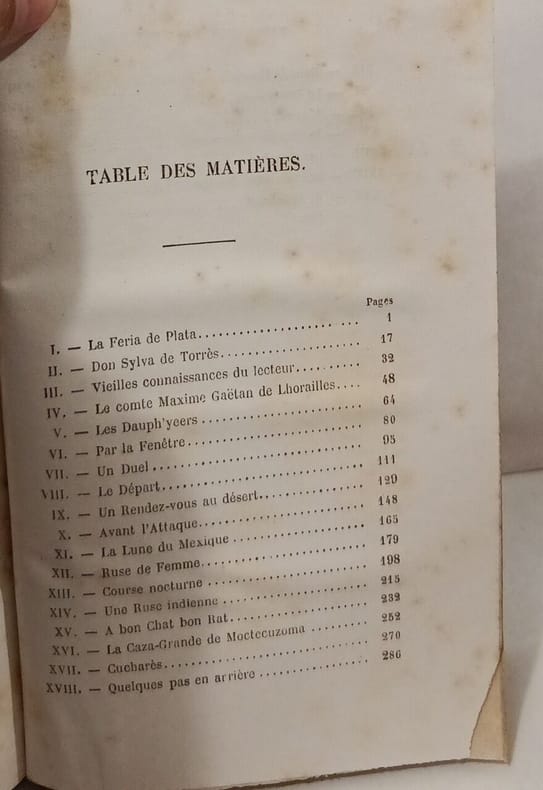 TABLE DES MATIÈRES.
Pages
I. — La Feria de Plata........................ 1
II. — Don Sylva de Torrès..................... 17
III. — Vieilles connaissances du lecteur.......... 32
IV. — Le comte Maxime Gaëtan de Lhorailles.... 48
V. — Les Dauph'yeers ........................ 64
VI. — Par la Fenêtre......................... 80
VII. — Un Duel .............................. 95
VIII. — Le Départ............................ 111
IX. — Un Rendez-vous au désert................ 129
X. — Avant l'Attaque......................... 148
XI. — La Lune du Mexique .................... 165
XII. — Ruse de Femme........................ 179
XIII. — Course nocturne ...................... 198
XIV. — Une Ruse indienne .................... 215
XV. — A bon Chat bon Rat..................... 232
XVI. — La Caza-Grande de Moctecuzoma ........ 252
XVII. — Cucharès............................. 270
XVIII. — Quelques pas en arrière ............... 286